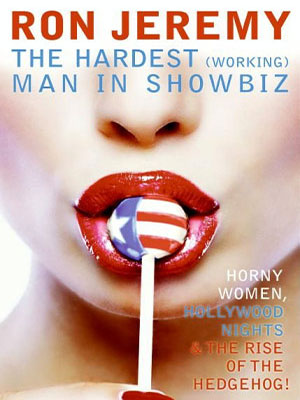 RON JEREMY
THE HARDEST (WORKING)
MAN IN SHOWBIZ
HORNY
WOMEN,
HOLLYWOOD
NIGHTS
& THE RISE
OF THE
HEDGEHOG!